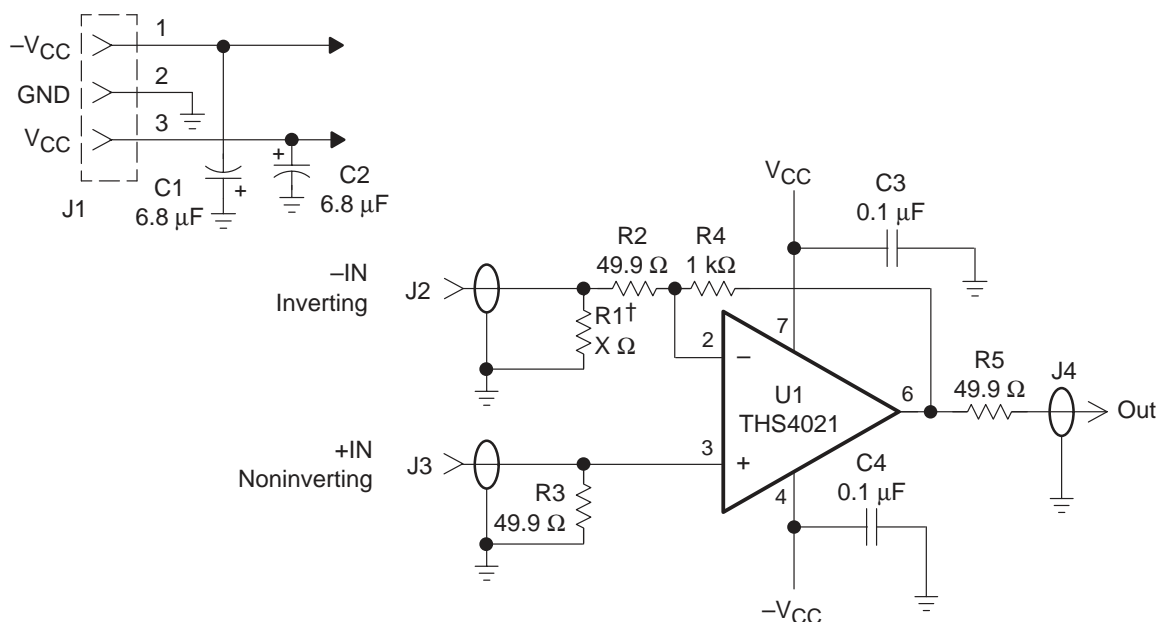 –VCC
1
GND
2
VCC
3
J1
C1
6.8 μF
+
+
C2
6.8 μF
VCC
C3
0.1 μF
–IN
Inverting
J2
R2
49.9 Ω
R4
1 kΩ
R1†
X Ω
2
–
7
U1
THS4021
6
R5
49.9 Ω
J4
Out
+IN
Noninverting
J3
R3
49.9 Ω
3
+
4
C4
0.1 μF
–VCC